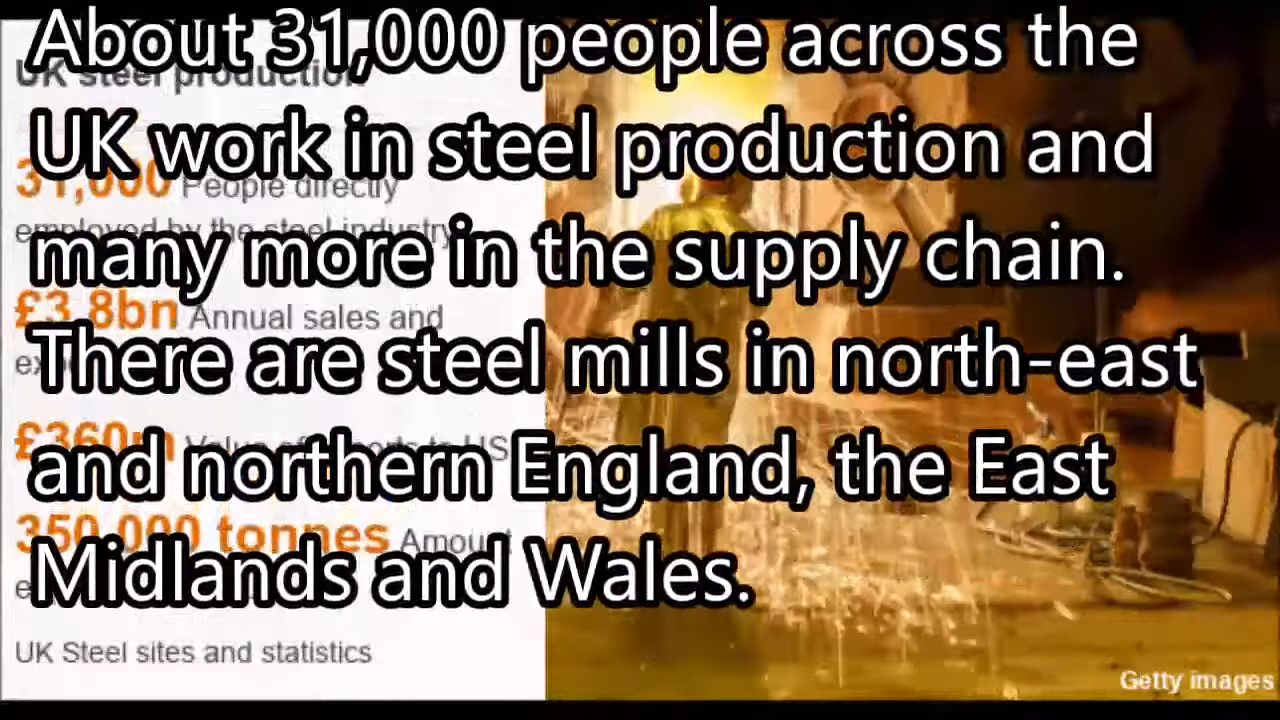 About 31,000 people across the
UK steel production
UK work in steel production and
31,000 People directly
employed by the steel industry
many more in the supply chain.
£3.8bn Annual sales and
There are steel mills in north-east
£360m Value of exports to US
and northern England, the East
350,000 tonnes Amount
Midlands and Wales.
UK Steel sites and statistics
Getty images